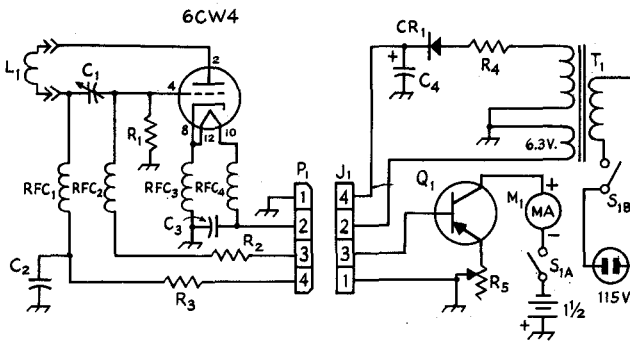 6CW4
2
L1
C1
4
R1
8
12
10
RFC1
RFC2
RFC3
RFC4
C3
R2
C2
R3
P1
1
2
3
4
J1
4
2
3
1
CR1
+
C4
R4
T1
6.3V.
Q1
M1
+
MA
–
S1A
S1B
R5
+
1½
115V